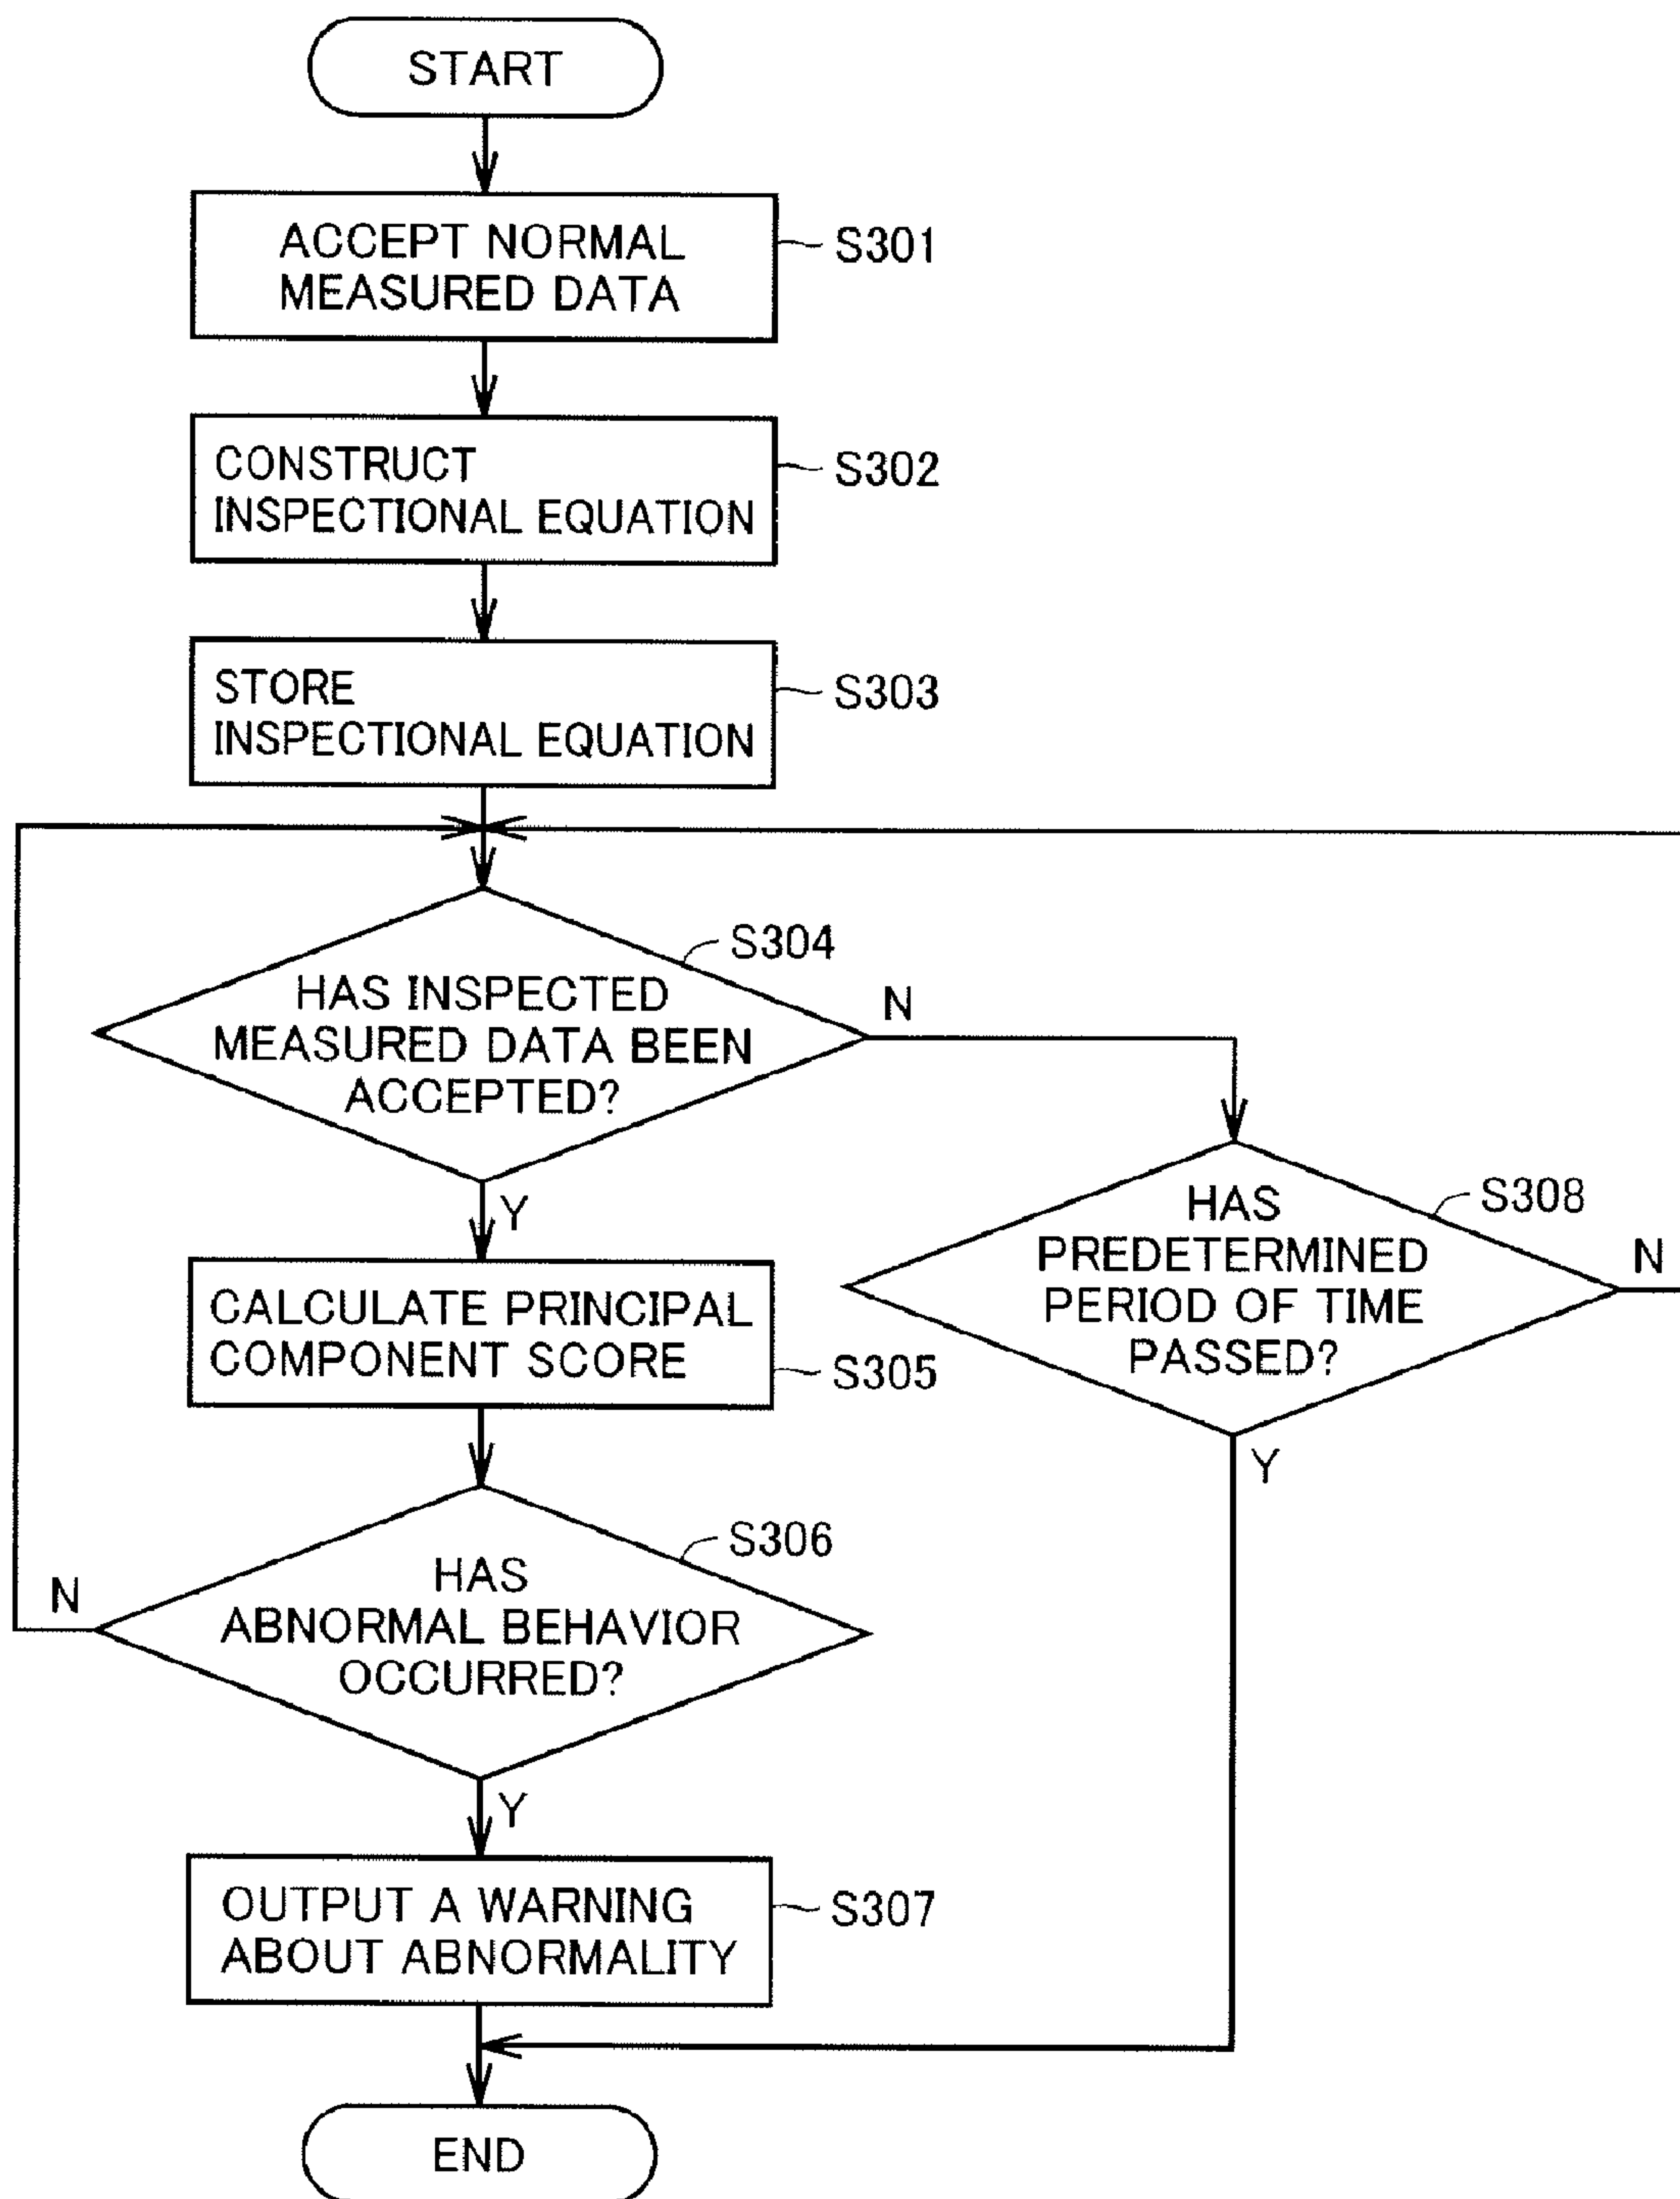 START
ACCEPT NORMAL
MEASURED DATA
S301
CONSTRUCT
INSPECTIONAL EQUATION
S302
STORE
INSPECTIONAL EQUATION
S303
S304
HAS INSPECTED
MEASURED DATA BEEN
ACCEPTED?
N
Y
S308
HAS
PREDETERMINED
PERIOD OF TIME
PASSED?
N
Y
CALCULATE PRINCIPAL
COMPONENT SCORE
S305
S306
HAS
ABNORMAL BEHAVIOR
OCCURRED?
N
Y
OUTPUT A WARNING
ABOUT ABNORMALITY
S307
END